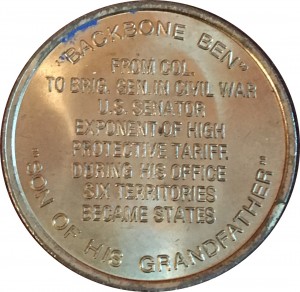 "BACKBONE BEN"
FROM COL.
TO BRIG. GEN. IN CIVIL WAR
U.S. SENATOR
EXPONENT OF HIGH
PROTECTIVE TARIFF
DURING HIS OFFICE
SIX TERRITORIES
BECAME STATES
"SON OF HIS GRANDFATHER"